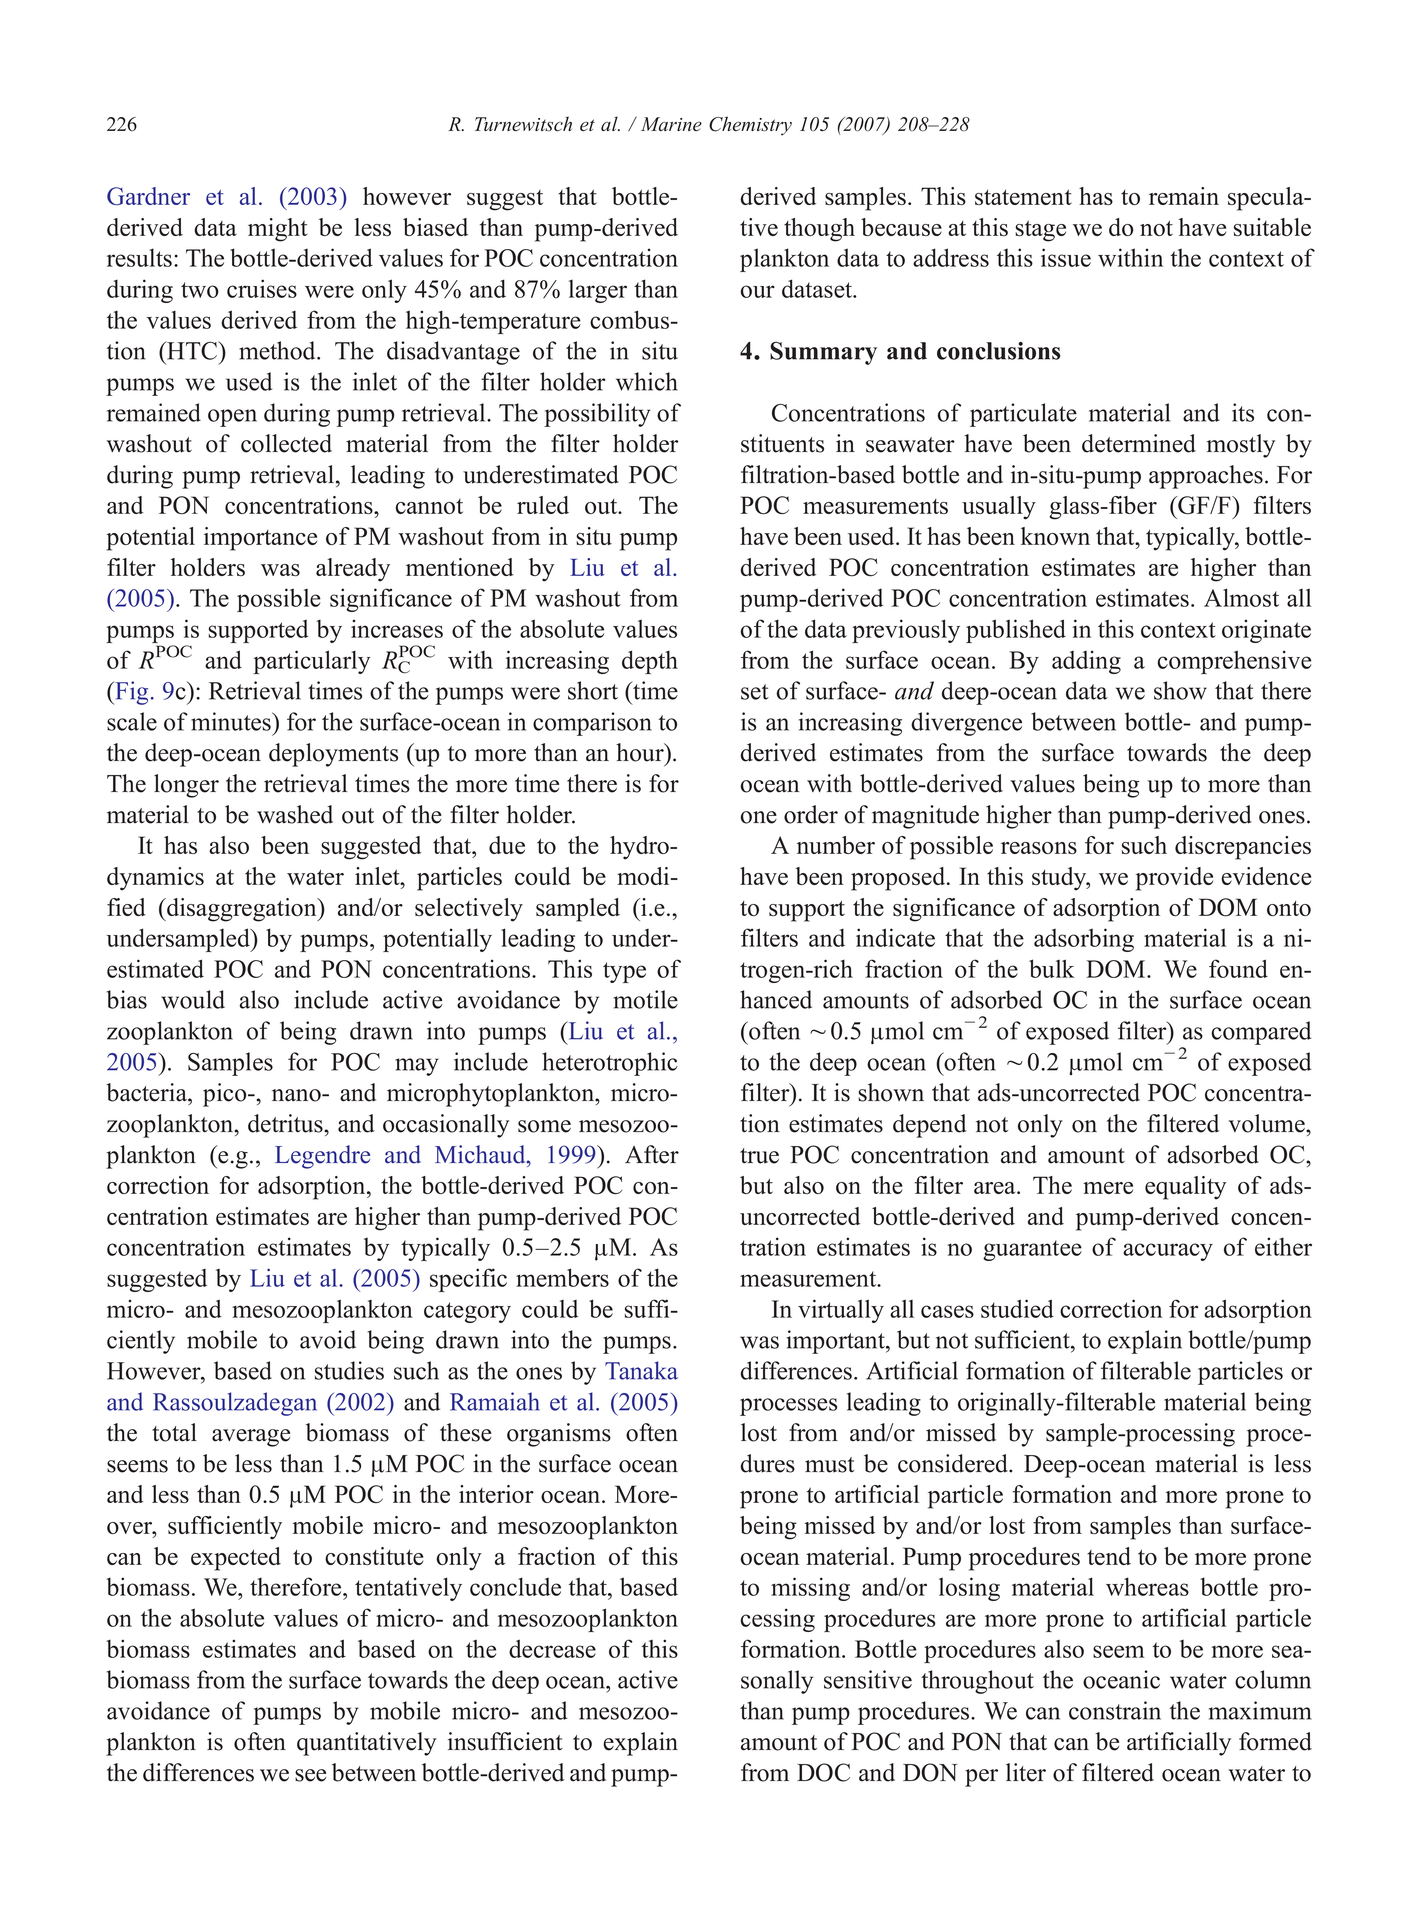 226
R. Turnewitsch et al. / Marine Chemistry 105 (2007) 208–228
Gardner et al. (2003) however suggest that bottle-
derived data might be less biased than pump-derived
results: The bottle-derived values for POC concentration
during two cruises were only 45% and 87% larger than
the values derived from the high-temperature combus-
tion (HTC) method. The disadvantage of the in situ
pumps we used is the inlet of the filter holder which
remained open during pump retrieval. The possibility of
washout of collected material from the filter holder
during pump retrieval, leading to underestimated POC
and PON concentrations, cannot be ruled out. The
potential importance of PM washout from in situ pump
filter holders was already mentioned by Liu et al.
(2005). The possible significance of PM washout from
pumps is supported by increases of the absolute values
of R^POC and particularly R_C^POC with increasing depth
(Fig. 9c): Retrieval times of the pumps were short (time
scale of minutes) for the surface-ocean in comparison to
the deep-ocean deployments (up to more than an hour).
The longer the retrieval times the more time there is for
material to be washed out of the filter holder.
It has also been suggested that, due to the hydro-
dynamics at the water inlet, particles could be modi-
fied (disaggregation) and/or selectively sampled (i.e.,
undersampled) by pumps, potentially leading to under-
estimated POC and PON concentrations. This type of
bias would also include active avoidance by motile
zooplankton of being drawn into pumps (Liu et al.,
2005). Samples for POC may include heterotrophic
bacteria, pico-, nano- and microphytoplankton, micro-
zooplankton, detritus, and occasionally some mesozoo-
plankton (e.g., Legendre and Michaud, 1999). After
correction for adsorption, the bottle-derived POC con-
centration estimates are higher than pump-derived POC
concentration estimates by typically 0.5–2.5 μM. As
suggested by Liu et al. (2005) specific members of the
micro- and mesozooplankton category could be suffi-
ciently mobile to avoid being drawn into the pumps.
However, based on studies such as the ones by Tanaka
and Rassoulzadegan (2002) and Ramaiah et al. (2005)
the total average biomass of these organisms often
seems to be less than 1.5 μM POC in the surface ocean
and less than 0.5 μM POC in the interior ocean. More-
over, sufficiently mobile micro- and mesozooplankton
can be expected to constitute only a fraction of this
biomass. We, therefore, tentatively conclude that, based
on the absolute values of micro- and mesozooplankton
biomass estimates and based on the decrease of this
biomass from the surface towards the deep ocean, active
avoidance of pumps by mobile micro- and mesozoo-
plankton is often quantitatively insufficient to explain
the differences we see between bottle-derived and pump-
derived samples. This statement has to remain specula-
tive though because at this stage we do not have suitable
plankton data to address this issue within the context of
our dataset.
4. Summary and conclusions
Concentrations of particulate material and its con-
stituents in seawater have been determined mostly by
filtration-based bottle and in-situ-pump approaches. For
POC measurements usually glass-fiber (GF/F) filters
have been used. It has been known that, typically, bottle-
derived POC concentration estimates are higher than
pump-derived POC concentration estimates. Almost all
of the data previously published in this context originate
from the surface ocean. By adding a comprehensive
set of surface- and deep-ocean data we show that there
is an increasing divergence between bottle- and pump-
derived estimates from the surface towards the deep
ocean with bottle-derived values being up to more than
one order of magnitude higher than pump-derived ones.
A number of possible reasons for such discrepancies
have been proposed. In this study, we provide evidence
to support the significance of adsorption of DOM onto
filters and indicate that the adsorbing material is a ni-
trogen-rich fraction of the bulk DOM. We found en-
hanced amounts of adsorbed OC in the surface ocean
(often ~0.5 μmol cm⁻² of exposed filter) as compared
to the deep ocean (often ~0.2 μmol cm⁻² of exposed
filter). It is shown that ads-uncorrected POC concentra-
tion estimates depend not only on the filtered volume,
true POC concentration and amount of adsorbed OC,
but also on the filter area. The mere equality of ads-
uncorrected bottle-derived and pump-derived concen-
tration estimates is no guarantee of accuracy of either
measurement.
In virtually all cases studied correction for adsorption
was important, but not sufficient, to explain bottle/pump
differences. Artificial formation of filterable particles or
processes leading to originally-filterable material being
lost from and/or missed by sample-processing proce-
dures must be considered. Deep-ocean material is less
prone to artificial particle formation and more prone to
being missed by and/or lost from samples than surface-
ocean material. Pump procedures tend to be more prone
to missing and/or losing material whereas bottle pro-
cessing procedures are more prone to artificial particle
formation. Bottle procedures also seem to be more sea-
sonally sensitive throughout the oceanic water column
than pump procedures. We can constrain the maximum
amount of POC and PON that can be artificially formed
from DOC and DON per liter of filtered ocean water to